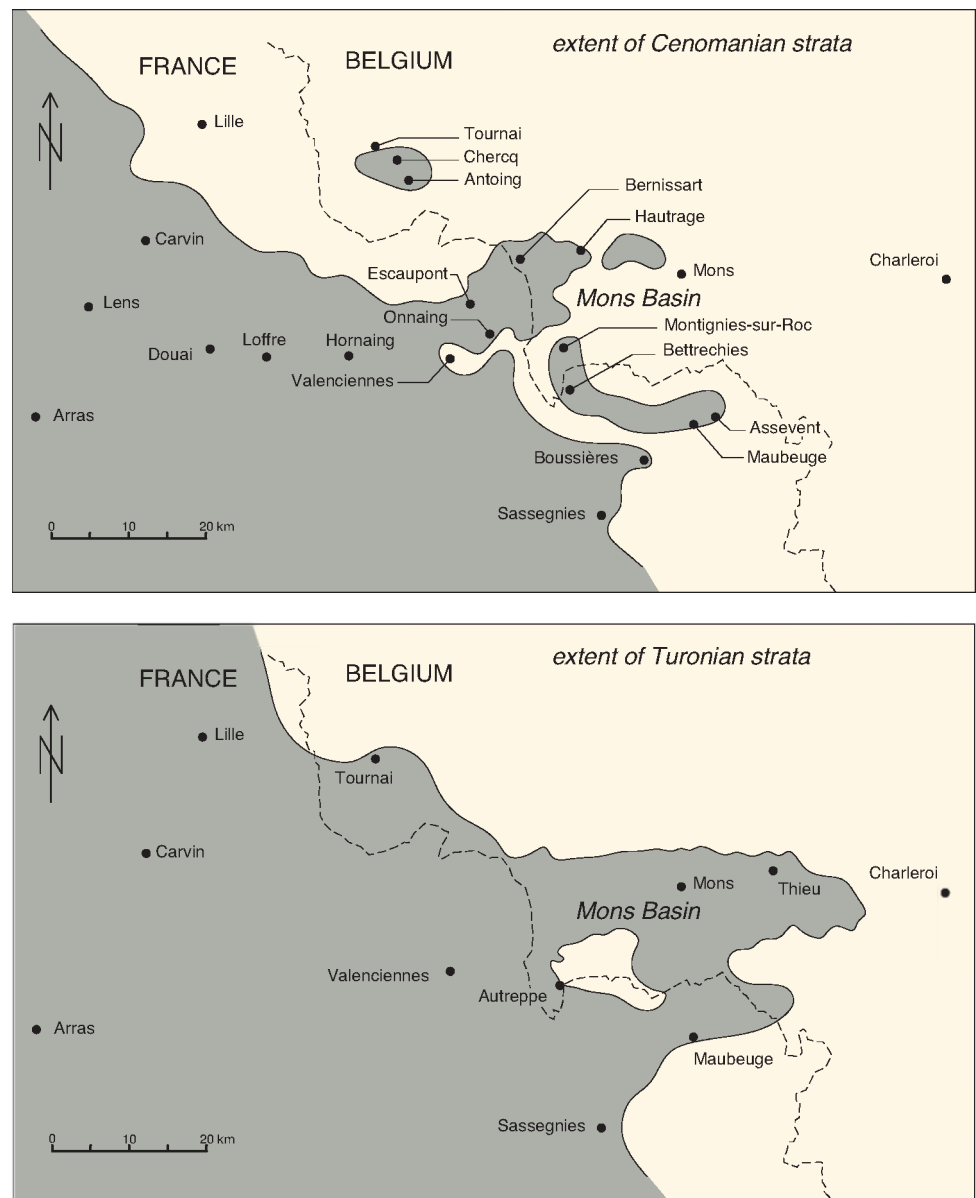 extent of Cenomanian strata
FRANCE
BELGIUM
N
Lille
Tournai
Chercq
Antoing
Bernissart
Hautrage
Carvin
Mons
Charleroi
Escaupont
Mons Basin
Lens
Onnaing
Montignies-sur-Roc
Douai
Loffre
Hornaing
Bettrechies
Valenciennes
Arras
Assevent
Boussières
Maubeuge
Sassegnies
0 10 20 km
extent of Turonian strata
FRANCE
BELGIUM
N
Lille
Tournai
Carvin
Mons
Thieu
Charleroi
Mons Basin
Valenciennes
Autreppe
Arras
Maubeuge
Sassegnies
0 10 20 km